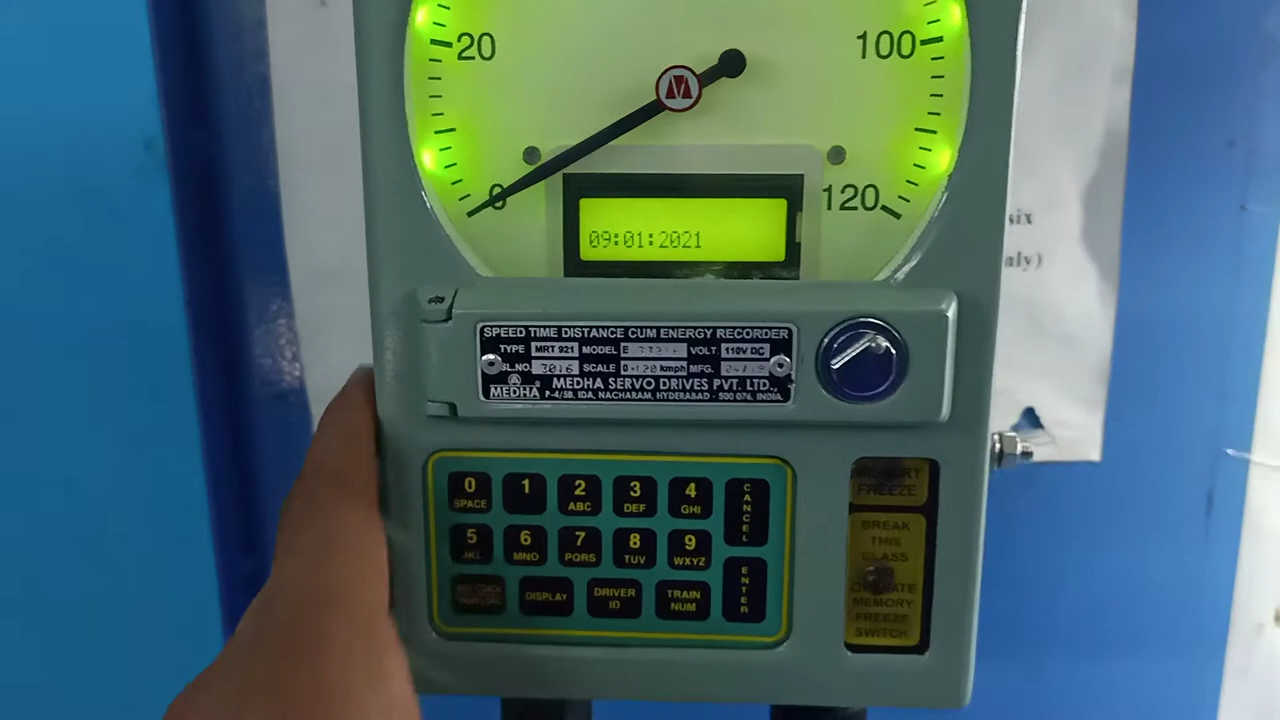 20
100
0
120
09:01:2021
six
nly)
SPEED TIME DISTANCE CUM ENERGY RECORDER
TYPE MRT 921 MODEL E VOLT. 110V DC
SL.NO. 3016 SCALE 0-120 kmph MFG.
MEDHA MEDHA SERVO DRIVES PVT. LTD.,
P-4/5B, IDA, NACHARAM, HYDERABAD - 500 076, INDIA.
0 1 2 3 4
SPACE ABC DEF GHI
CANCEL
5 6 7 8 9
JKL MNO PQRS TUV WXYZ
ENTER
DISPLAY
DRIVER
ID
TRAIN
NUM
MEMORY
FREEZE
BREAK
THIS
GLASS
OPERATE
MEMORY
FREEZE
SWITCH